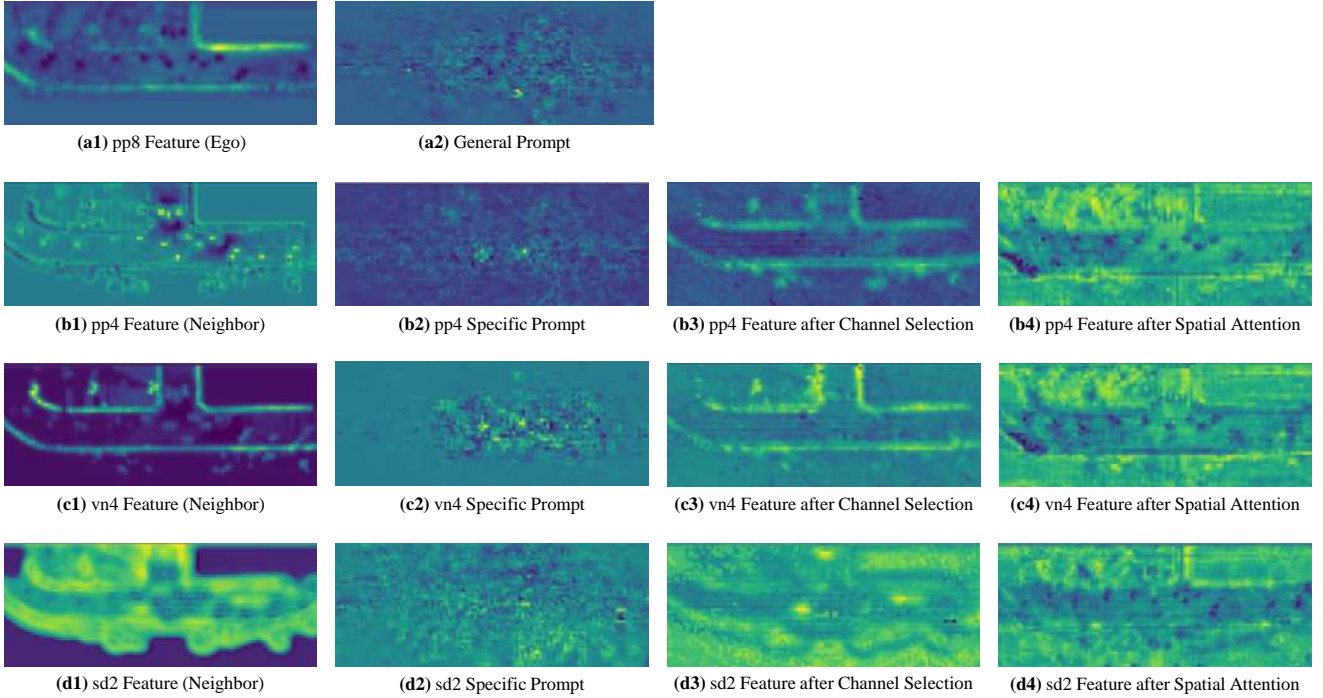 (a1) pp8 Feature (Ego)
(a2) General Prompt
(b1) pp4 Feature (Neighbor)
(b2) pp4 Specific Prompt
(b3) pp4 Feature after Channel Selection
(b4) pp4 Feature after Spatial Attention
(c1) vn4 Feature (Neighbor)
(c2) vn4 Specific Prompt
(c3) vn4 Feature after Channel Selection
(c4) vn4 Feature after Spatial Attention
(d1) sd2 Feature (Neighbor)
(d2) sd2 Specific Prompt
(d3) sd2 Feature after Channel Selection
(d4) sd2 Feature after Spatial Attention